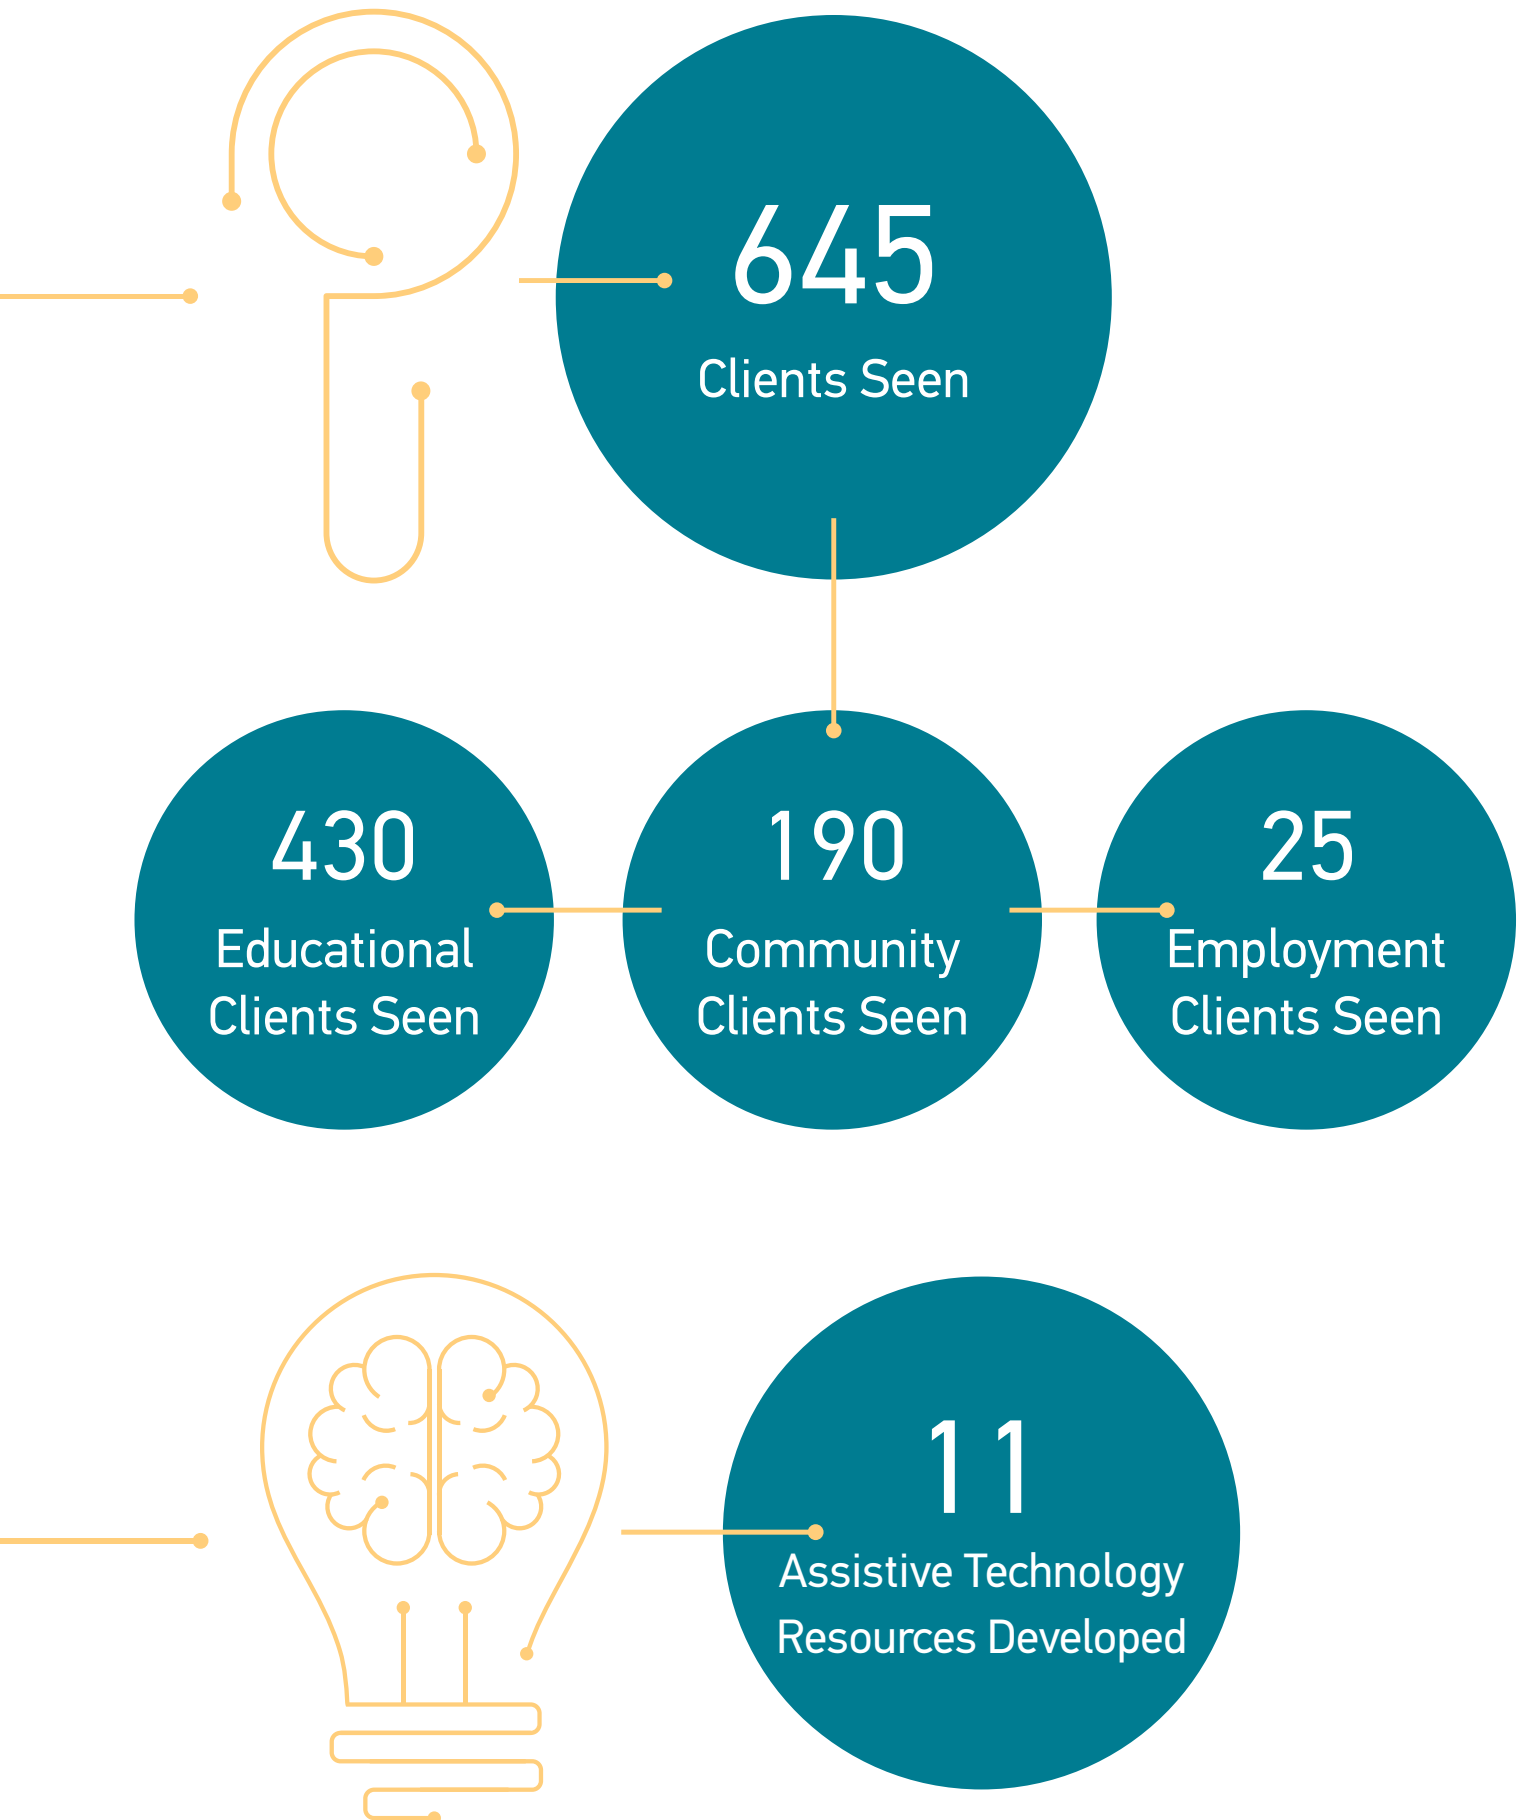 645
Clients Seen
430
Educational
Clients Seen
190
Community
Clients Seen
25
Employment
Clients Seen
11
Assistive Technology
Resources Developed